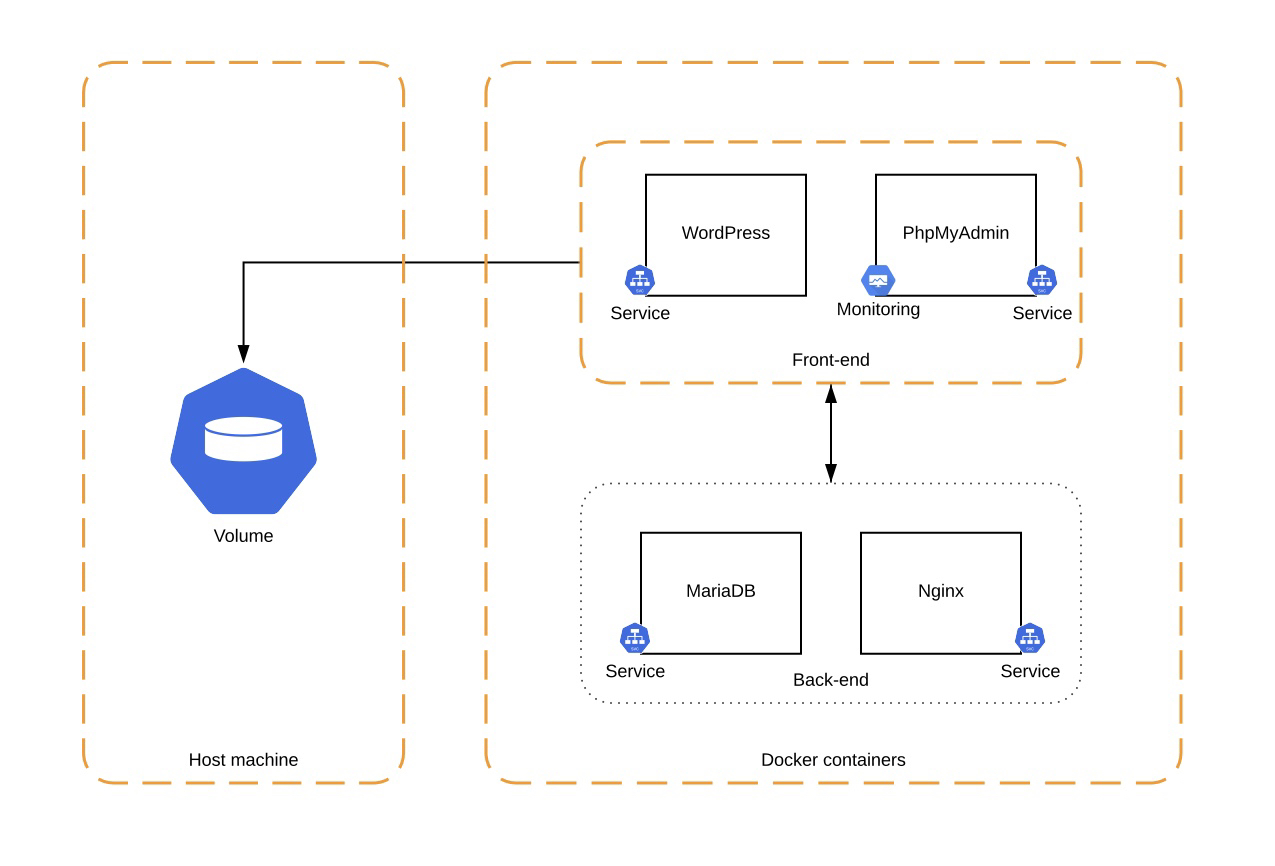 WordPress
PhpMyAdmin
Service
Monitoring
Service
Front-end
Volume
MariaDB
Nginx
Service
Back-end
Service
Host machine
Docker containers